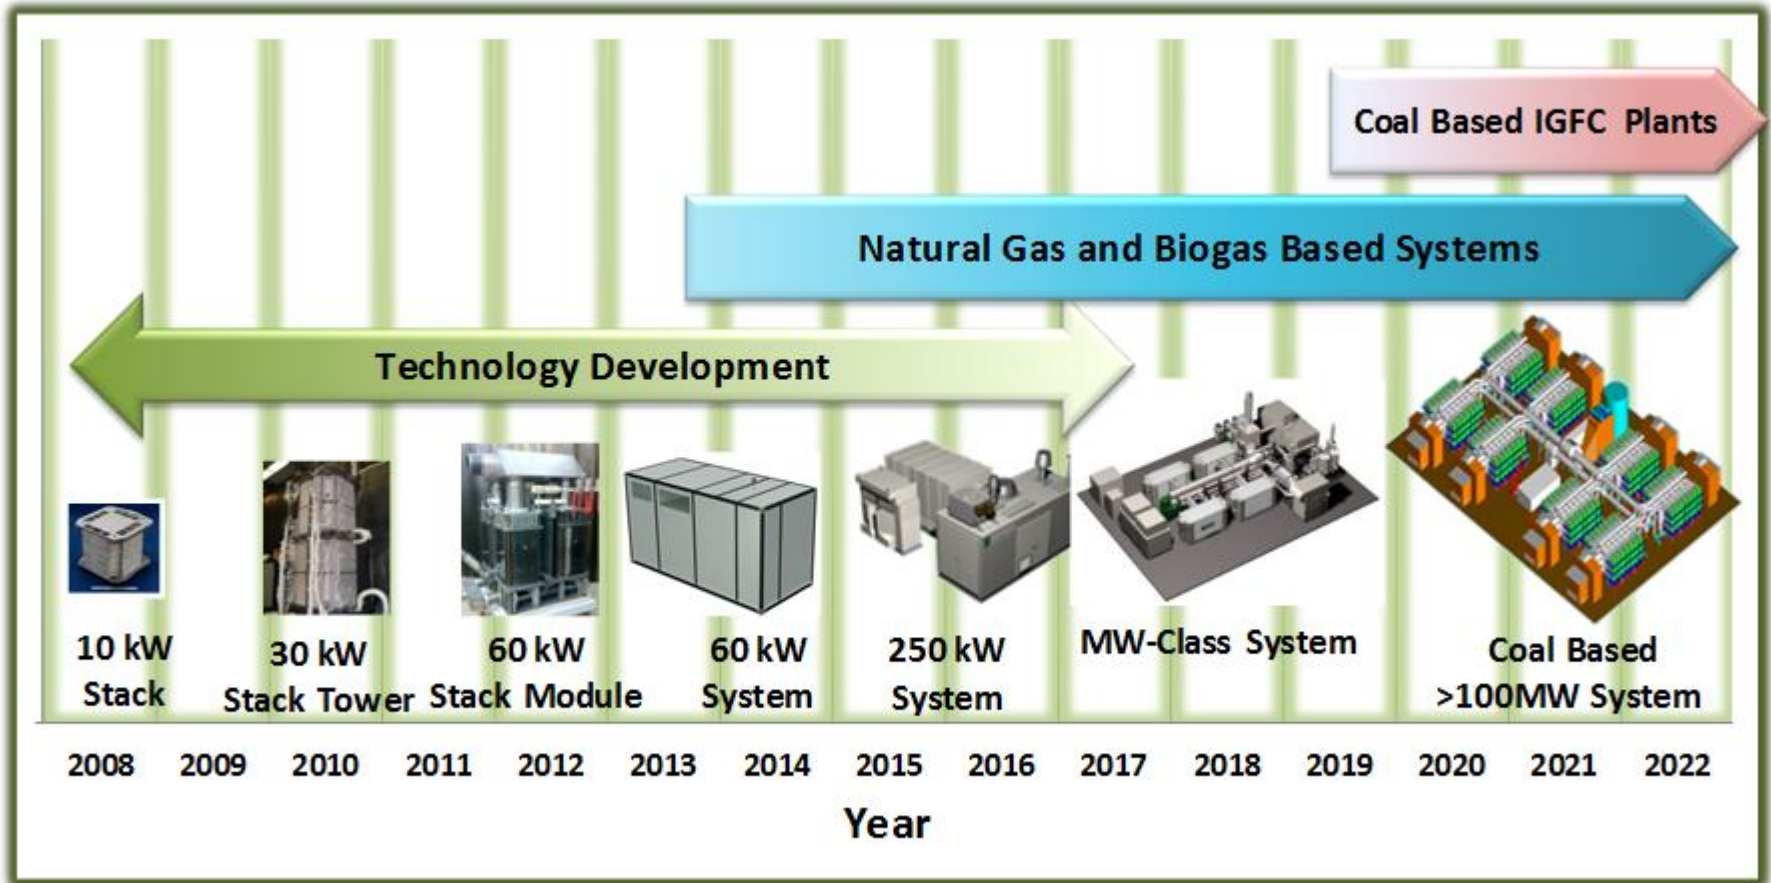 Coal Based IGFC Plants
Natural Gas and Biogas Based Systems
Technology Development
10 kW
Stack
30 kW
Stack Tower
60 kW
Stack Module
60 kW
System
250 kW
System
MW-Class System
Coal Based
>100MW System
2008 2009 2010 2011 2012 2013 2014 2015 2016 2017 2018 2019 2020 2021 2022
Year